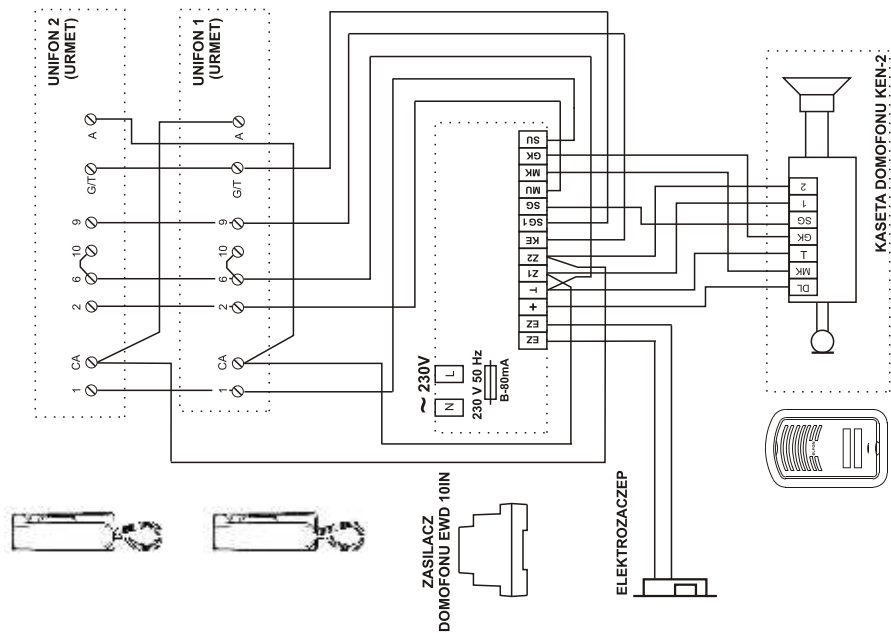 UNIFON 2
(URMET)
A
G/T
9
10
6
2
CA
1
UNIFON 1
(URMET)
A
G/T
9
10
6
2
CA
1
~ 230V
N
L
230 V 50 Hz
B-80mA
SU
GK
MK
MU
SG
SG1
KE
Z2
Z1
T
+
EZ
EZ
2
1
SG
GK
T
MK
DL
KASETA DOMOFONU KEN-2
ZASILACZ
DOMOFONU EWD 10IN
ELEKTROZACZEP